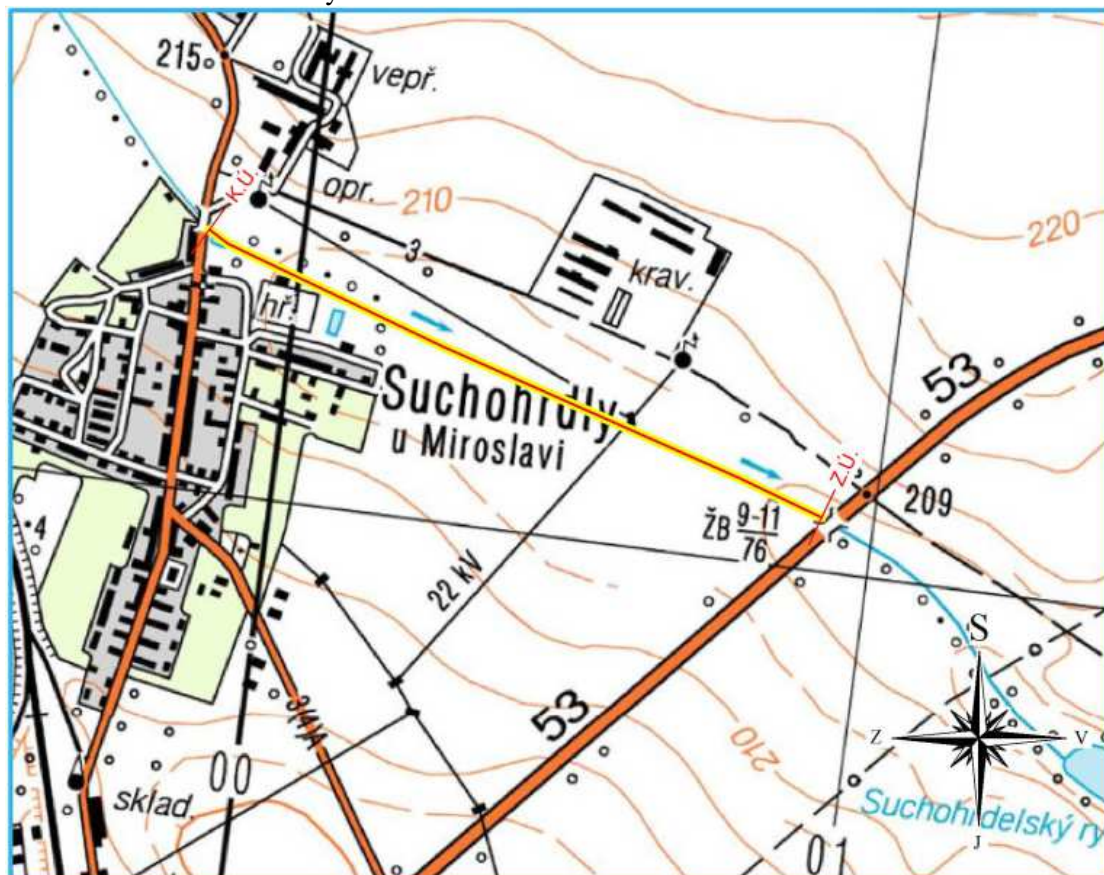 215
vepř.
K.Ú.
opr.
210
220
3
krav.
hř.
53
Suchohrdly
u Miroslavi
Z.Ú.
209
ŽB 9-11
76
4
22 kV
S
53
3(4)A
210
Z
V
00
sklad.
Suchohrdelský ry
J
01